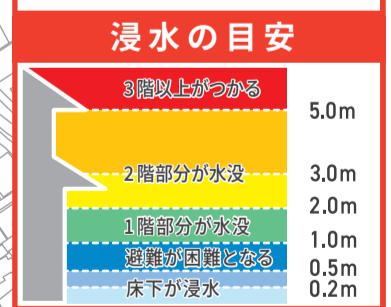 浸水の目安
3階以上がつかる
5.0m
2階部分が水没
3.0m
2.0m
1階部分が水没
1.0m
避難が困難となる
0.5m
床下が浸水
0.2m